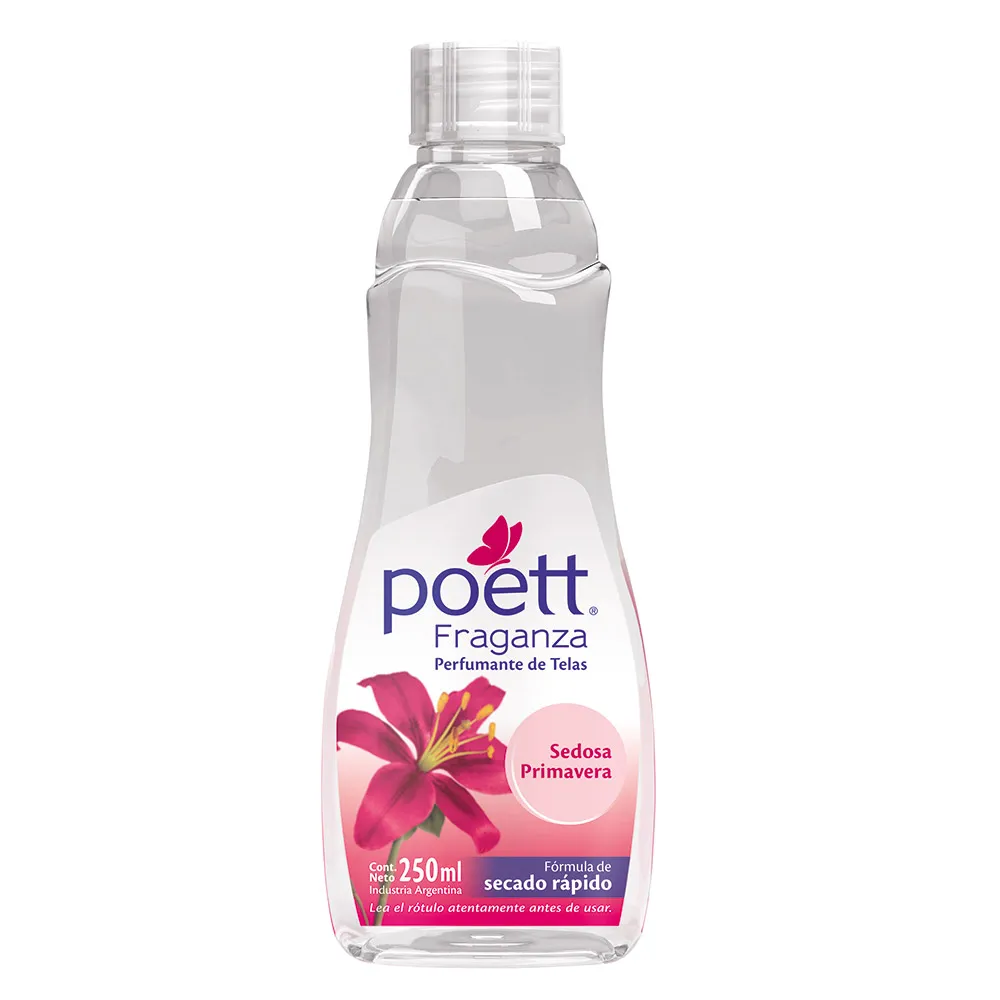 poett®
Fraganza
Perfumante de Telas
Sedosa
Primavera
Cont.
Neto 250ml
Industria Argentina
Fórmula de
secado rápido
Lea el rótulo atentamente antes de usar.